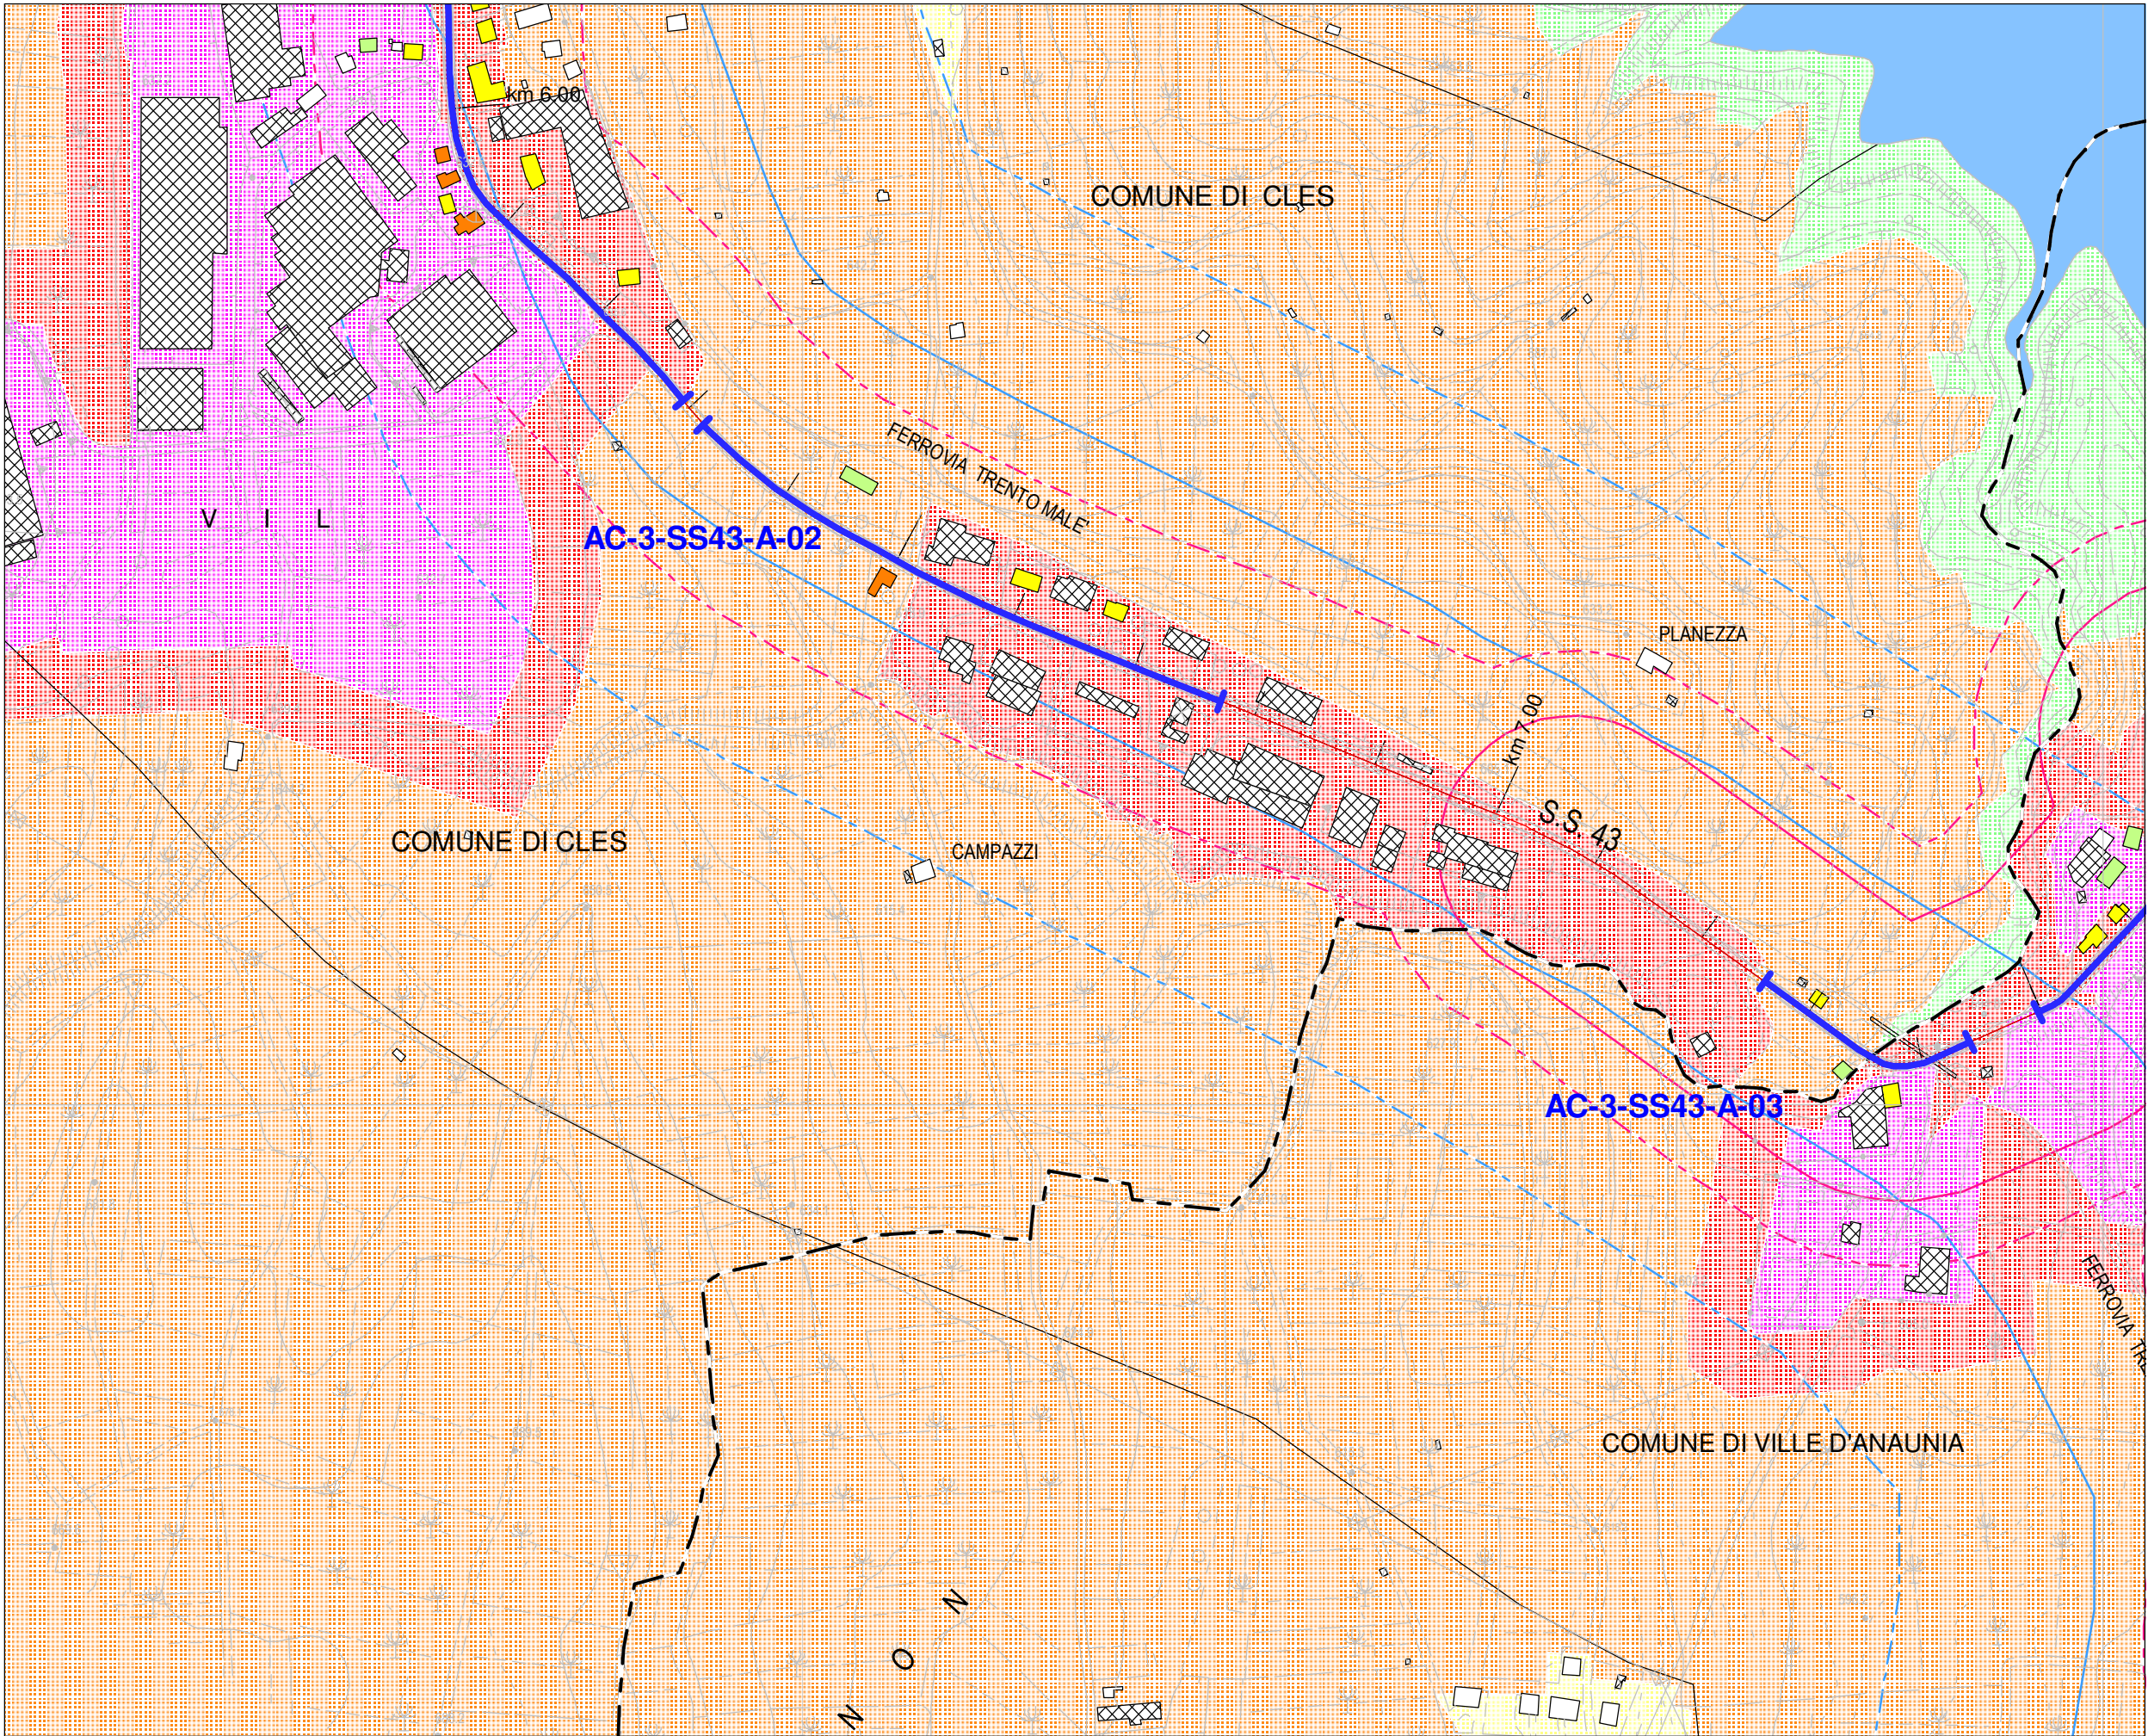 km 6.00
COMUNE DI CLES
FERROVIA TRENTO MALE'
V I L
AC-3-SS43-A-02
PLANEZZA
km 7.00
S.S. 43
COMUNE DI CLES
CAMPAZZI
AC-3-SS43-A-03
FERROVIA TRE
COMUNE DI VILLE D'ANAUNIA
N O N